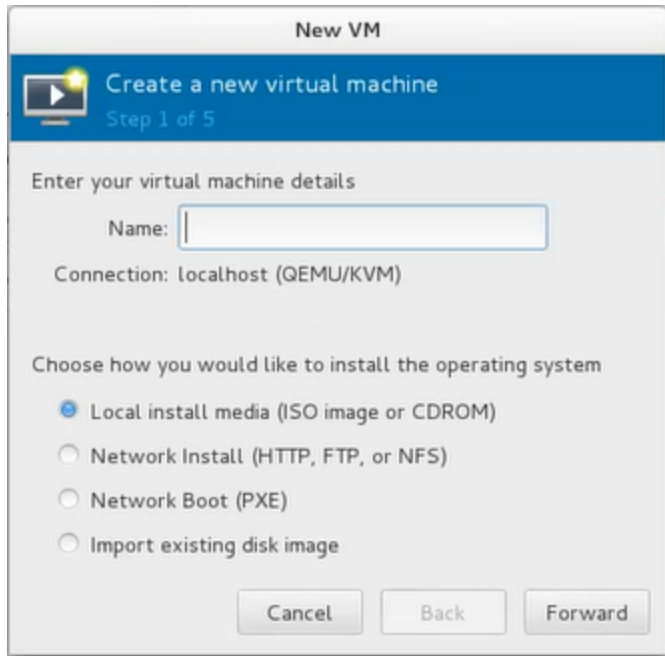 New VM
Create a new virtual machine
Step 1 of 5
Enter your virtual machine details
Name:
Connection: localhost (QEMU/KVM)
Choose how you would like to install the operating system
Local install media (ISO image or CDROM)
Network Install (HTTP, FTP, or NFS)
Network Boot (PXE)
Import existing disk image
Cancel Back Forward